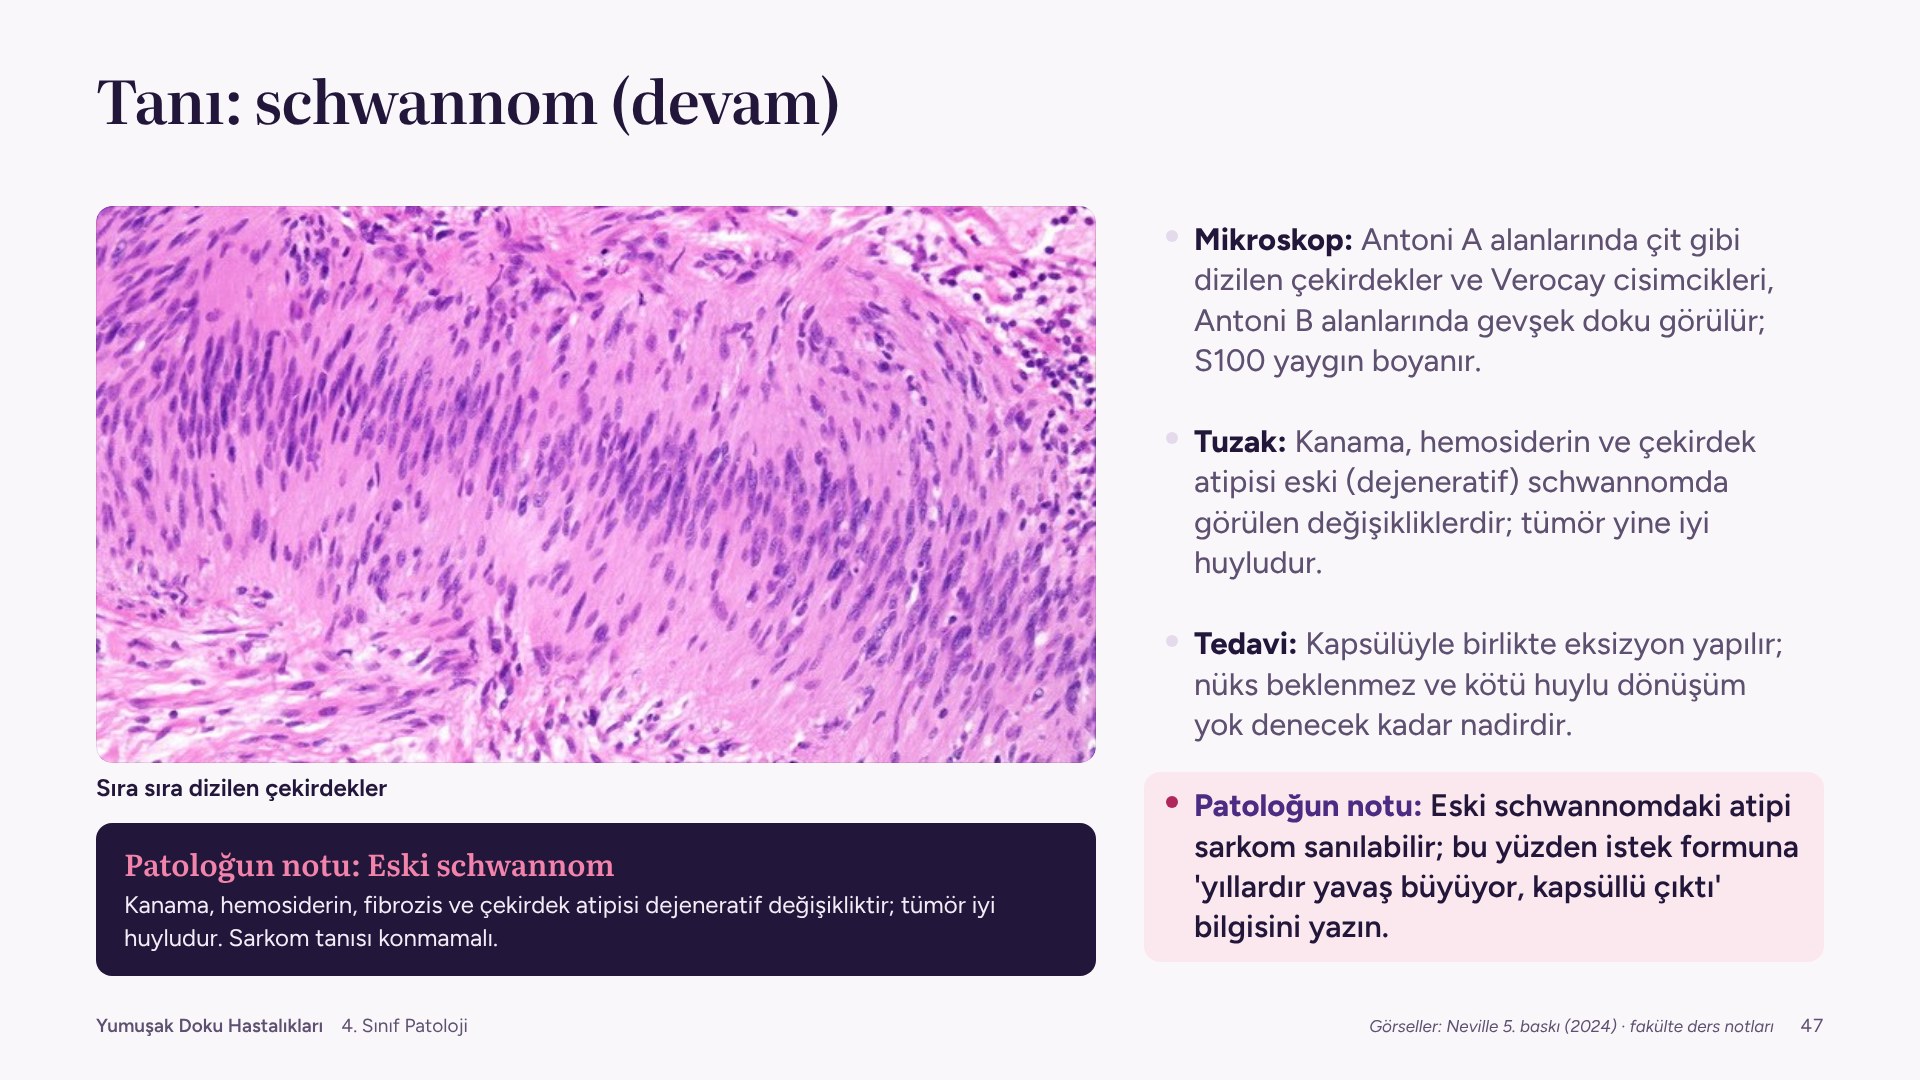 Tanı: schwannom (devam)
Sıra sıra dizilen çekirdekler
Patoloğun notu: Eski schwannom
Kanama, hemosiderin, fibrozis ve çekirdek atipisi dejeneratif değişikliktir; tümör iyi
huyludur. Sarkom tanısı konmamalı.
Mikroskop: Antoni A alanlarında çit gibi
dizilen çekirdekler ve Verocay cisimcikleri,
Antoni B alanlarında gevşek doku görülür;
S100 yaygın boyanır.
Tuzak: Kanama, hemosiderin ve çekirdek
atipisi eski (dejeneratif) schwannomda
görülen değişikliklerdir; tümör yine iyi
huyludur.
Tedavi: Kapsülüyle birlikte eksizyon yapılır;
nüks beklenmez ve kötü huylu dönüşüm
yok denecek kadar nadirdir.
Patoloğun notu: Eski schwannomdaki atipi
sarkom sanılabilir; bu yüzden istek formuna
'yıllardır yavaş büyüyor, kapsüllü çıktı'
bilgisini yazın.
Yumuşak Doku Hastalıkları 4. Sınıf Patoloji
Görseller: Neville 5. baskı (2024) · fakülte ders notları 47